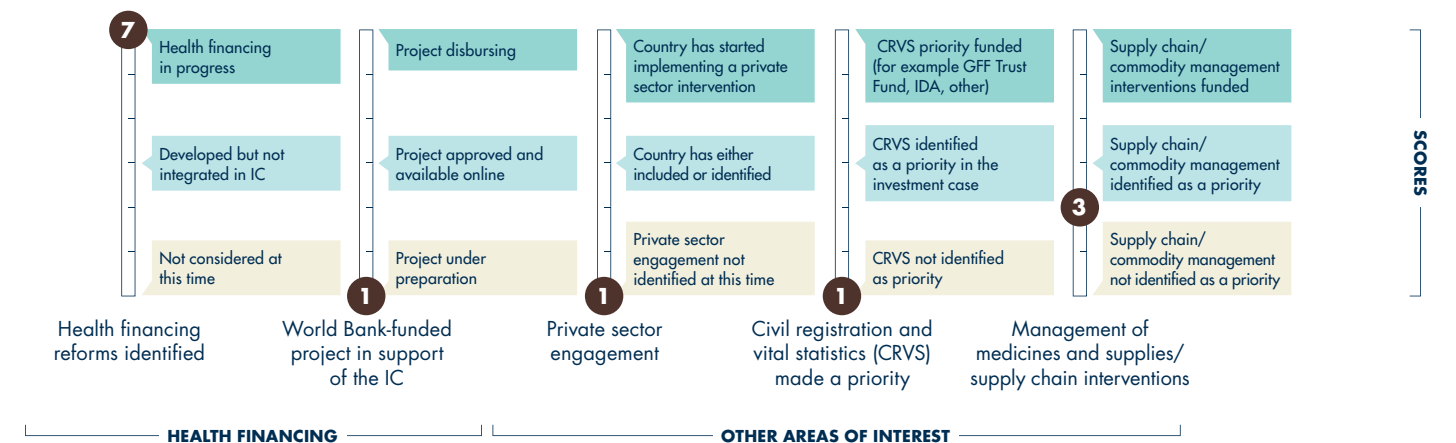 7
Health financing
in progress
Developed but not
integrated in IC
Not considered at
this time
Health financing
reforms identified
Project disbursing
Project approved and
available online
Project under
preparation
1
World Bank-funded
project in support
of the IC
Country has started
implementing a private
sector intervention
Country has either
included or identified
Private sector
engagement not
identified at this time
1
Private sector
engagement
CRVS priority funded
(for example GFF Trust
Fund, IDA, other)
CRVS identified
as a priority in the
investment case
CRVS not identified
as priority
1
Civil registration and
vital statistics (CRVS)
made a priority
Supply chain/
commodity management
interventions funded
Supply chain/
commodity management
identified as a priority
3
Supply chain/
commodity management
not identified as a priority
Management of
medicines and supplies/
supply chain interventions
SCORES
HEALTH FINANCING
OTHER AREAS OF INTEREST